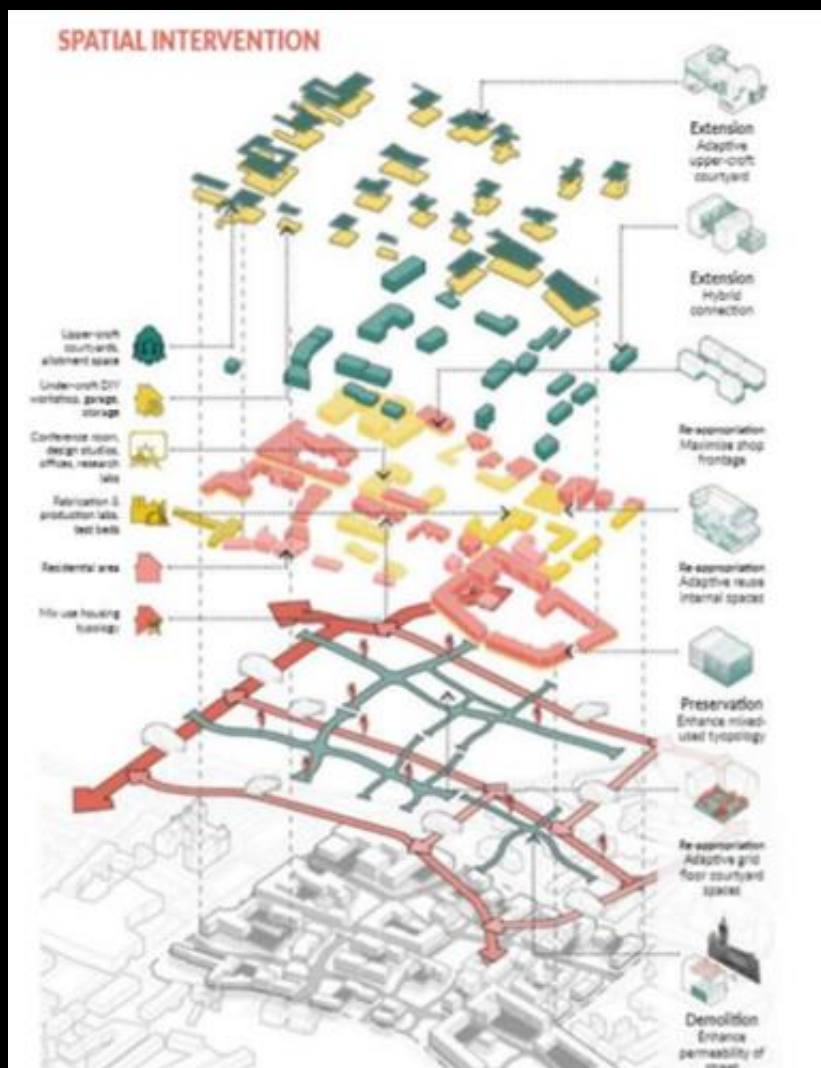 SPATIAL INTERVENTION
Extension
Adaptive
upper-croft
courtyard
Extension
Hybrid
connection
Re-appropriation
Maximise shop
frontage
Re-appropriation
Adaptive reuse
internal spaces
Preservation
Enhance mixed-
used tyopology
Re-appropriation
Adaptive grid
floor courtyard
spaces
Demolition
Enhance
permeability of
street
Upper-croft
courtyards,
allotment space
Under-croft DIY
workshop, garage,
storage
Conference room,
design studios,
offices, research
labs
Fabrication &
production labs,
test beds
Residental area
Mix use housing
typology